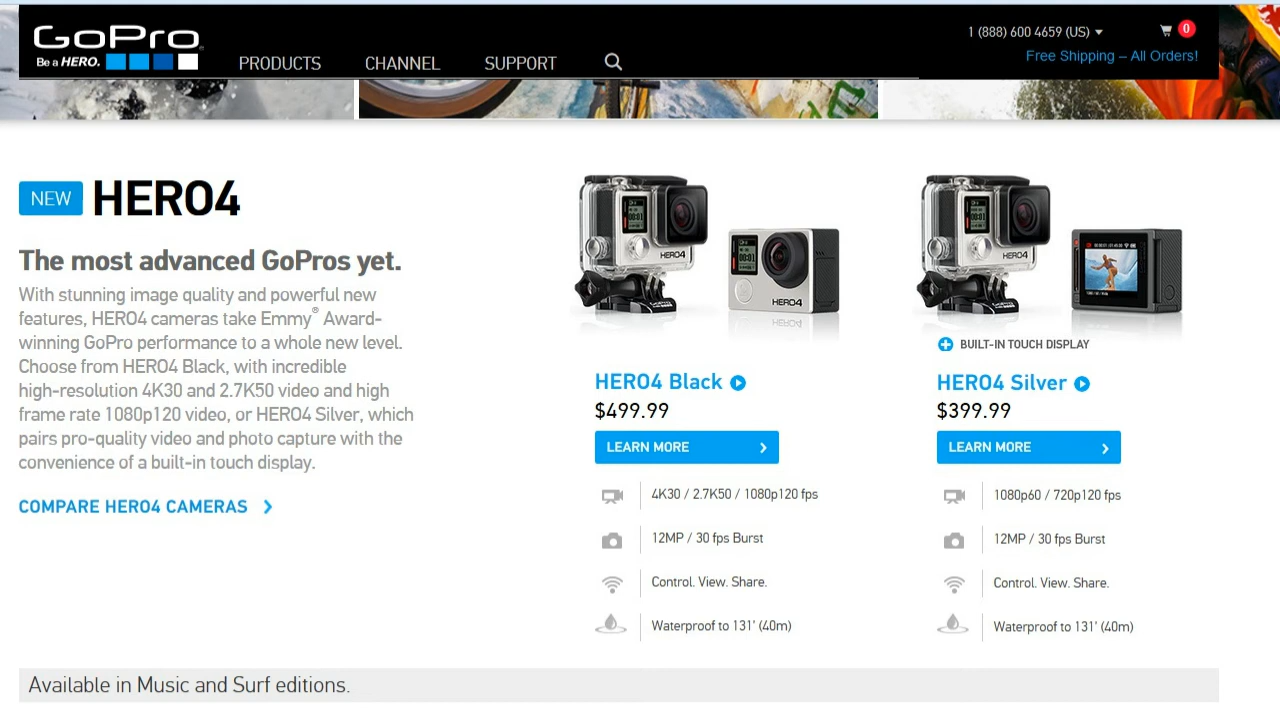 GoPro
Be a HERO.
PRODUCTS CHANNEL SUPPORT
1 (888) 600 4659 (US)
0
Free Shipping – All Orders!
NEW HERO4
The most advanced GoPros yet.
With stunning image quality and powerful new
features, HERO4 cameras take Emmy® Award-
winning GoPro performance to a whole new level.
Choose from HERO4 Black, with incredible
high-resolution 4K30 and 2.7K50 video and high
frame rate 1080p120 video, or HERO4 Silver, which
pairs pro-quality video and photo capture with the
convenience of a built-in touch display.
COMPARE HERO4 CAMERAS
HERO4
HERO4
HERO4 Black
$499.99
LEARN MORE
4K30 / 2.7K50 / 1080p120 fps
12MP / 30 fps Burst
Control. View. Share.
Waterproof to 131' (40m)
HERO4
BUILT-IN TOUCH DISPLAY
HERO4 Silver
$399.99
LEARN MORE
1080p60 / 720p120 fps
12MP / 30 fps Burst
Control. View. Share.
Waterproof to 131' (40m)
Available in Music and Surf editions.